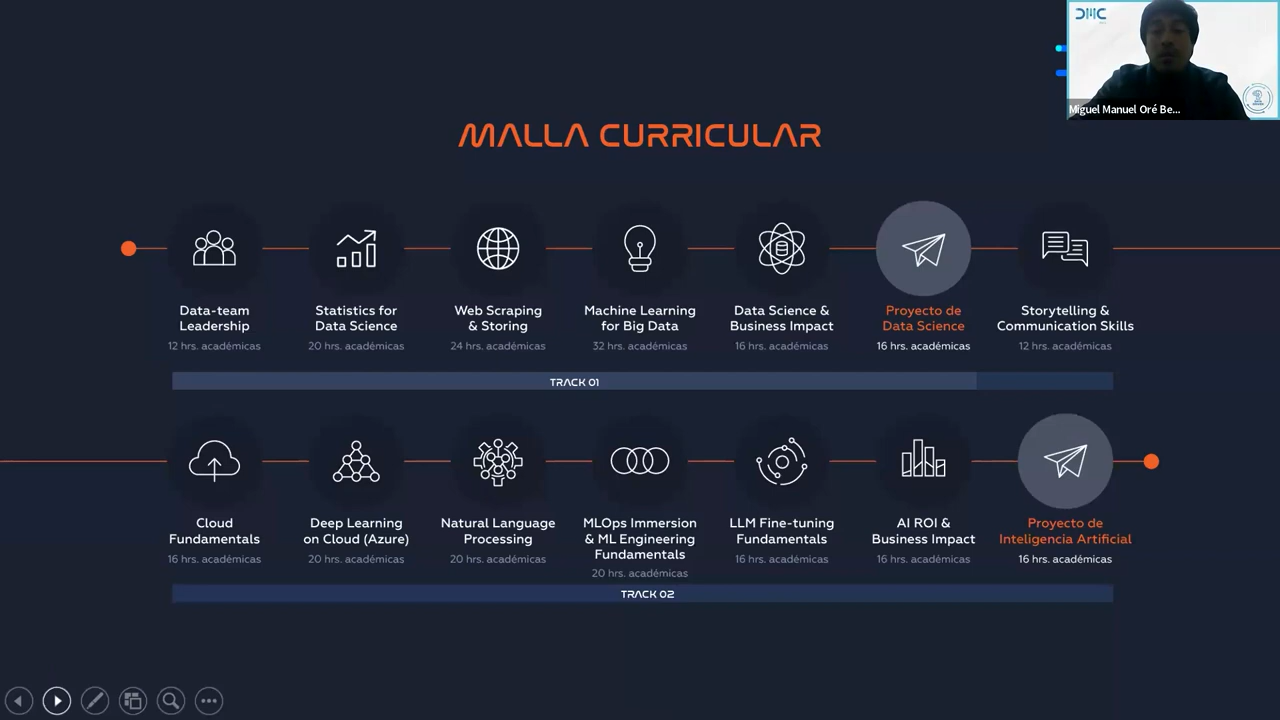 DMC
Miguel Manuel Oré Be...
MALLA CURRICULAR
Data-team
Leadership
12 hrs. académicas
Statistics for
Data Science
20 hrs. académicas
Web Scraping
& Storing
24 hrs. académicas
Machine Learning
for Big Data
32 hrs. académicas
Data Science &
Business Impact
16 hrs. académicas
Proyecto de
Data Science
16 hrs. académicas
Storytelling &
Communication Skills
12 hrs. académicas
TRACK 01
Cloud
Fundamentals
16 hrs. académicas
Deep Learning
on Cloud (Azure)
20 hrs. académicas
Natural Language
Processing
20 hrs. académicas
MLOps Immersion
& ML Engineering
Fundamentals
20 hrs. académicas
LLM Fine-tuning
Fundamentals
16 hrs. académicas
AI ROI &
Business Impact
16 hrs. académicas
Proyecto de
Inteligencia Artificial
16 hrs. académicas
TRACK 02